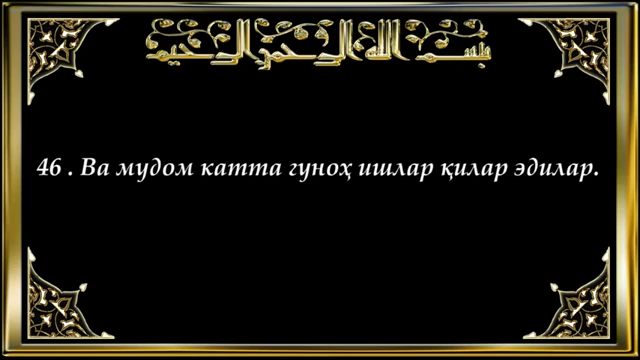 بسم الله الرحمن الرحيم
46 . Ва мудом катта гуноҳ ишлар қилар эдилар.